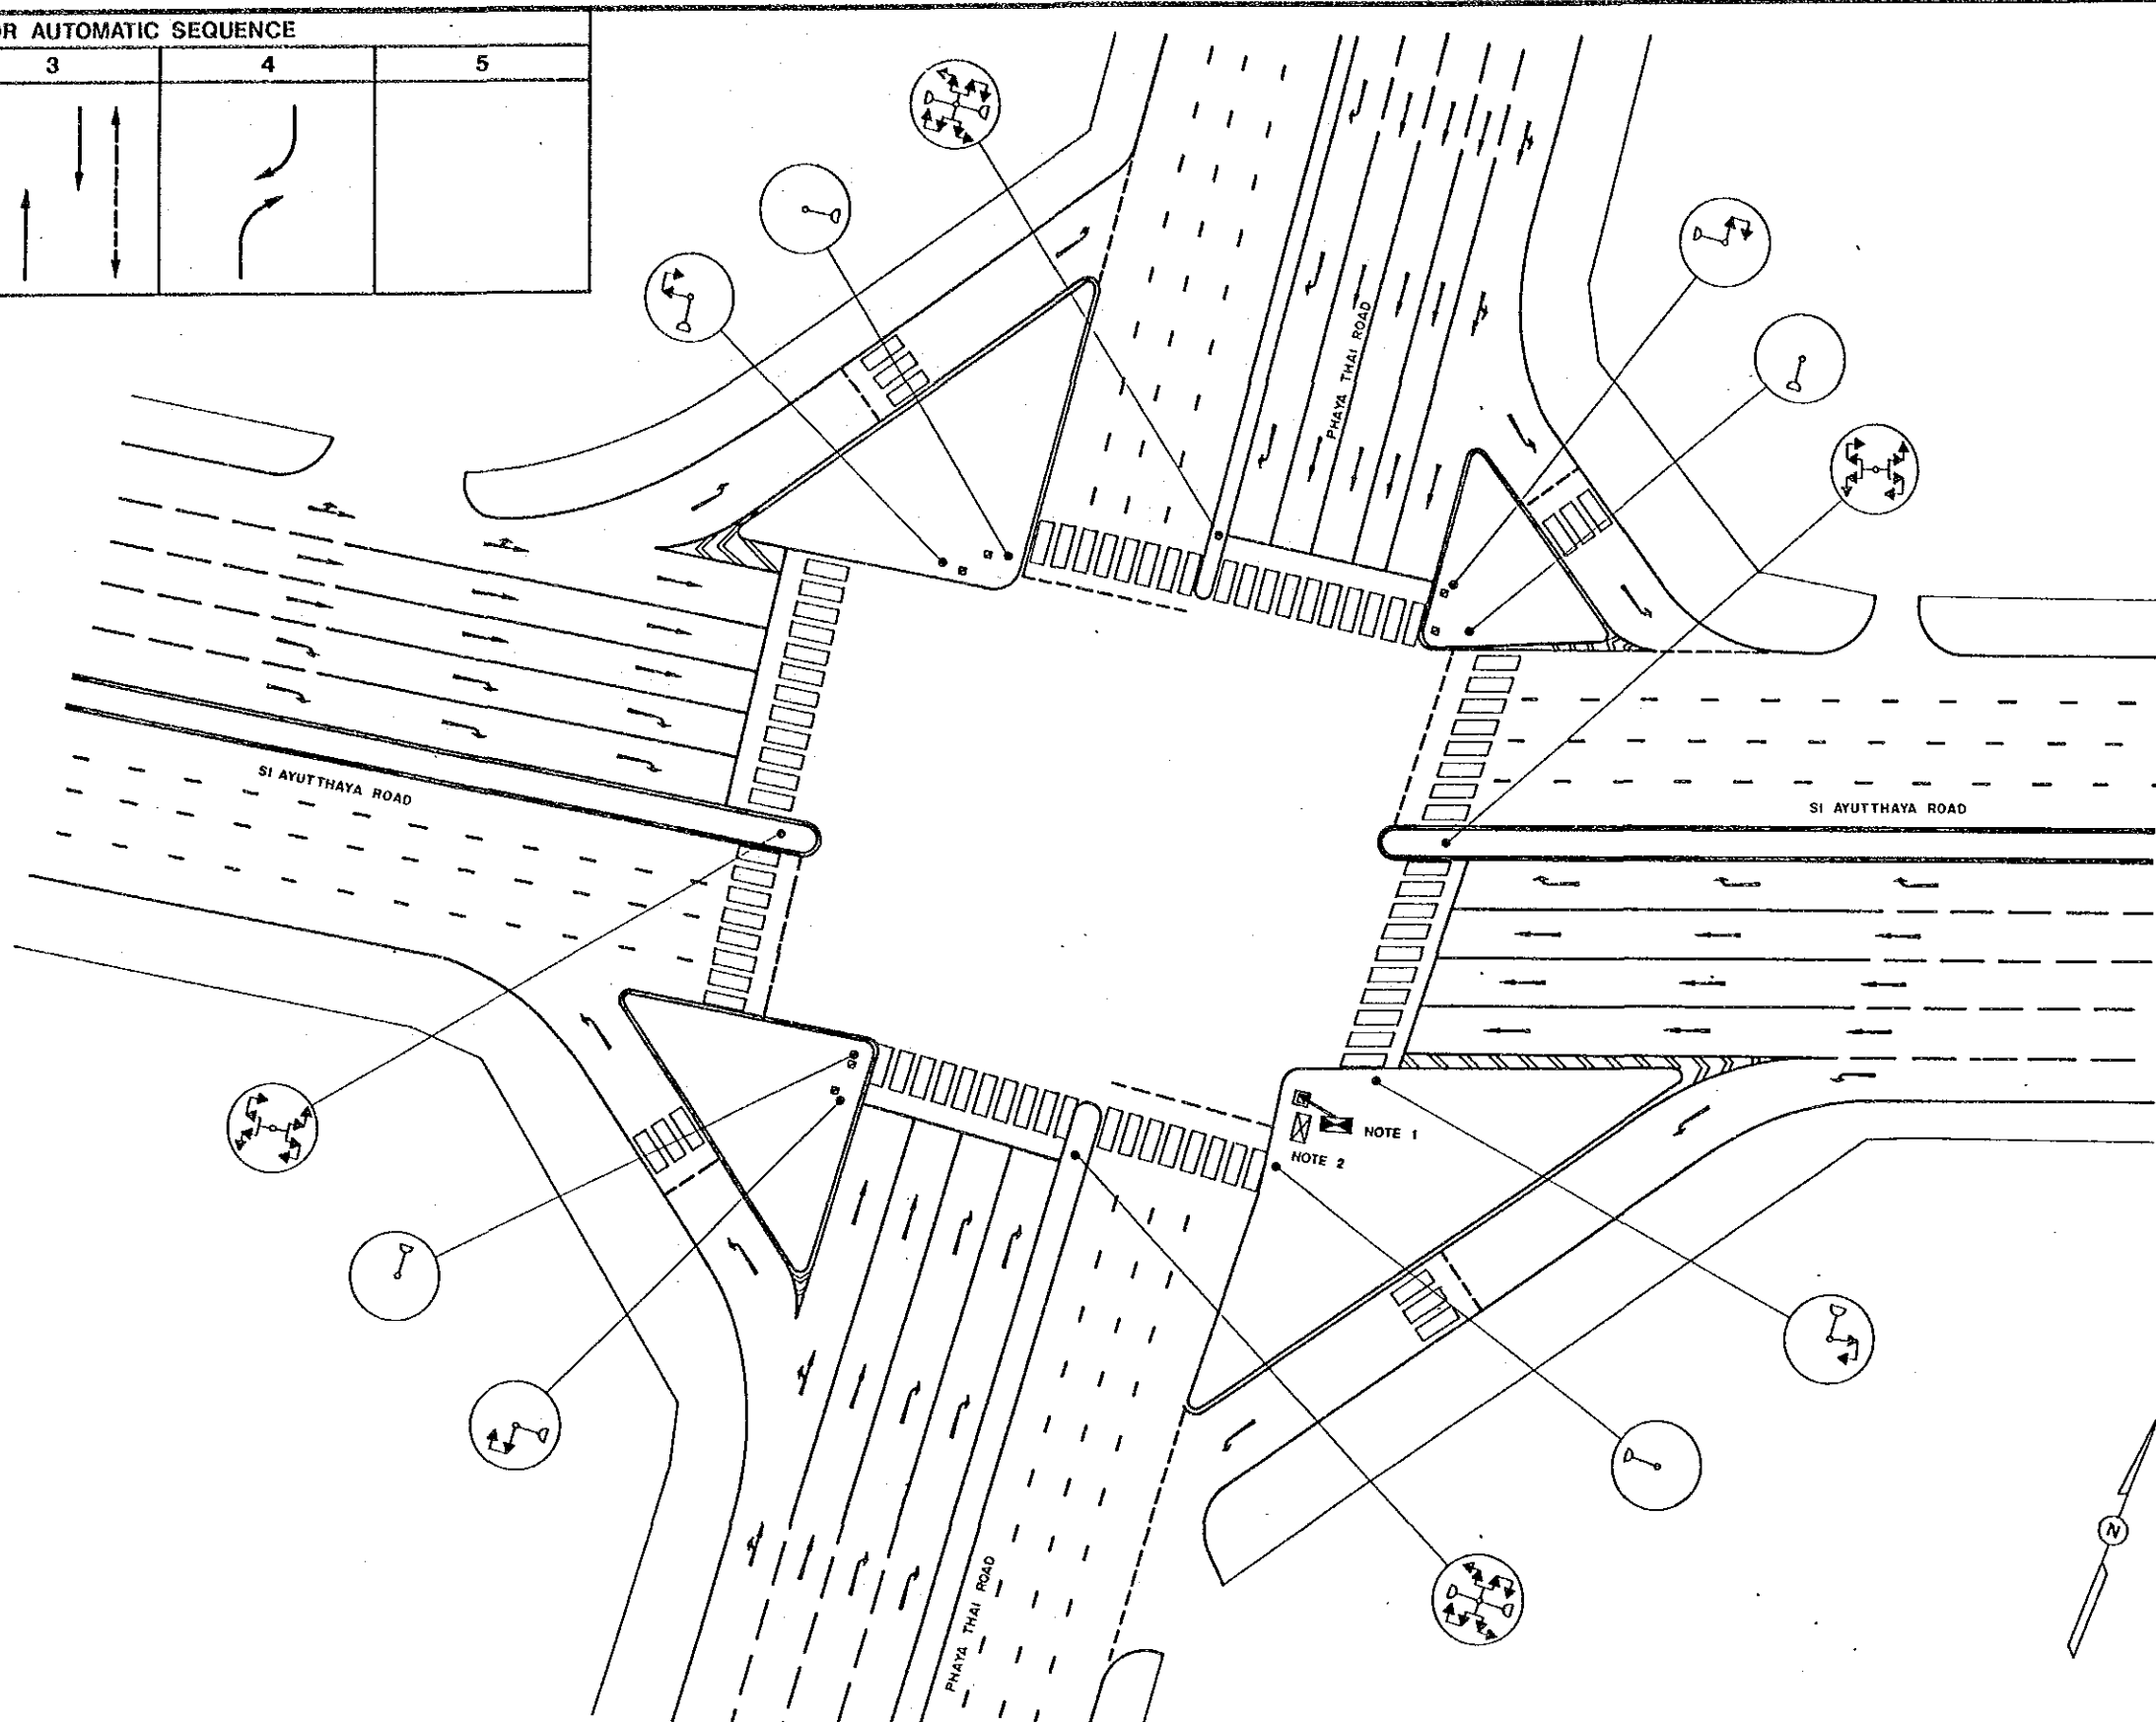 OR AUTOMATIC SEQUENCE
3 4 5
PHAYA THAI ROAD
SI AYUTTHAYA ROAD
SI AYUTTHAYA ROAD
NOTE 1
NOTE 2
PHAYA THAI ROAD
N